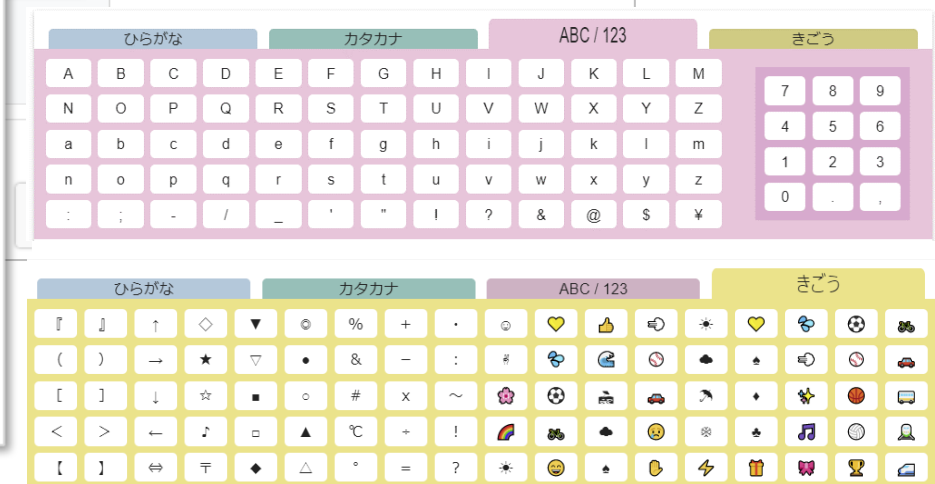 ひらがな カタカナ ABC / 123 きごう
A B C D E F G H I J K L M
N O P Q R S T U V W X Y Z
a b c d e f g h i j k l m
n o p q r s t u v w x y z
: ; - / _ ' " ! ? & @ $ ¥
7 8 9
4 5 6
1 2 3
0 . ,
ひらがな カタカナ ABC / 123 きごう
『 』 ↑ ◇ ▼ ◎ % + ・ ☺ 💛 👍 💨 ☀ 💛 💦 ⚽ 🚲
( ) → ★ ▽ ● & − : ✌ 💦 🌊 ⚾ ☁ ♠ 💨 ⚾ 🚗
[ ] ↓ ☆ ■ ○ # x ～ 🌸 ⚽ 🚗 ☂ ♦ ✨ 🏀 🚃
< > ← ♪ □ ▲ ℃ ÷ ! 🌈 🚲 ☁ 😟 ❄ ♣ 🎵 🏐
【 】 ⇔ 〒 ◆ △ ° = ? ☀ 😄 ♠ ✋ ⚡ 🎁 🎀 🏆 🚄